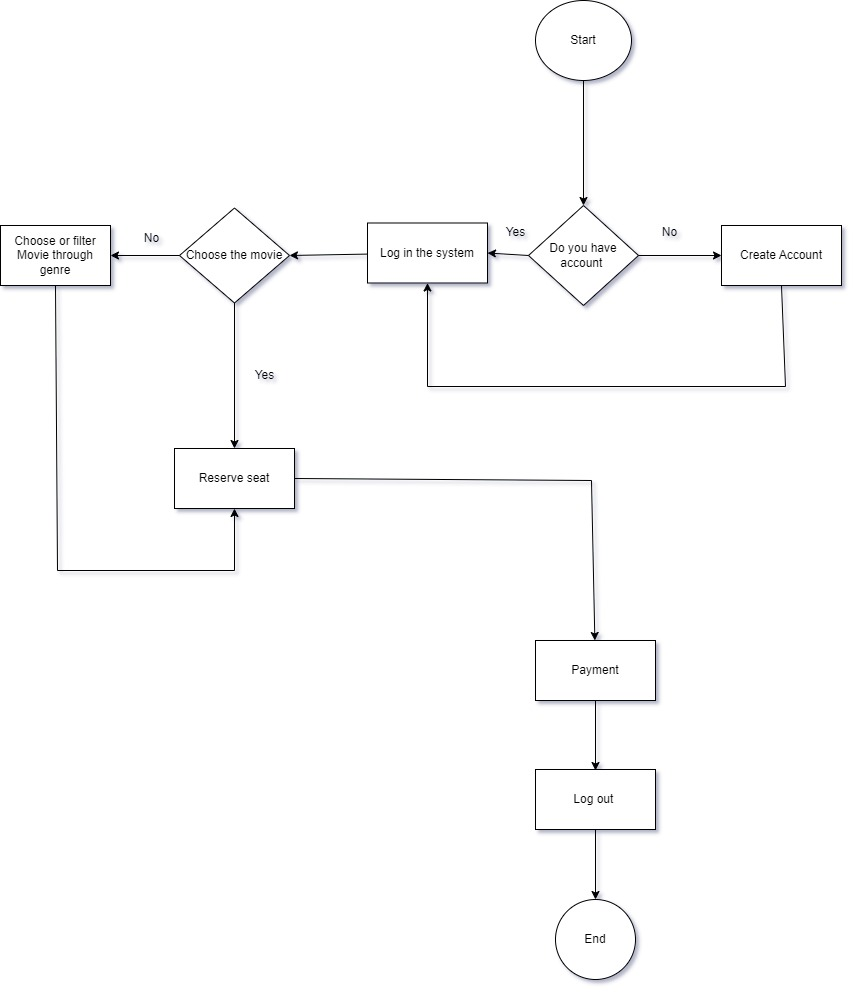 Start
Do you have
account
Yes
No
Create Account
Log in the system
Choose the movie
No
Choose or filter
Movie through
genre
Yes
Reserve seat
Payment
Log out
End